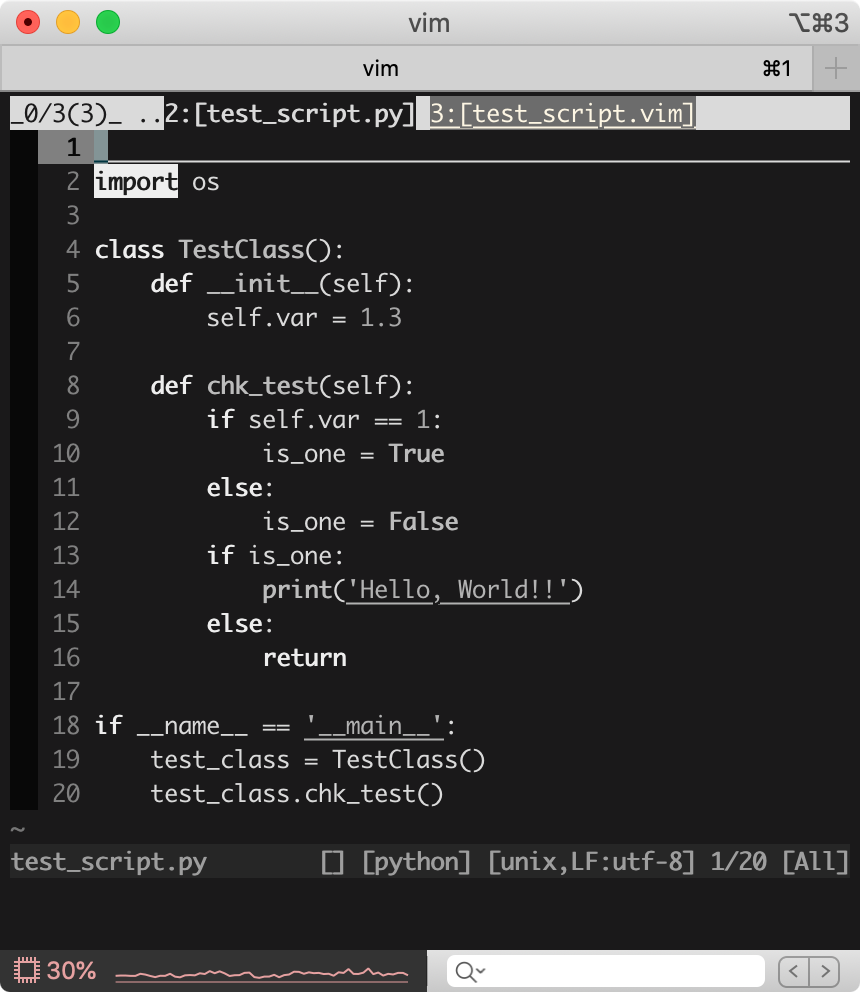 vim ⌥⌘3
vim ⌘1
_0/3(3)_ ..2:[test_script.py] 3:[test_script.vim]
1
2 import os
3
4 class TestClass():
5     def __init__(self):
6         self.var = 1.3
7
8     def chk_test(self):
9         if self.var == 1:
10             is_one = True
11         else:
12             is_one = False
13         if is_one:
14             print('Hello, World!!')
15         else:
16             return
17
18 if __name__ == '__main__':
19     test_class = TestClass()
20     test_class.chk_test()
~
test_script.py [] [python] [unix,LF:utf-8] 1/20 [All]
30%